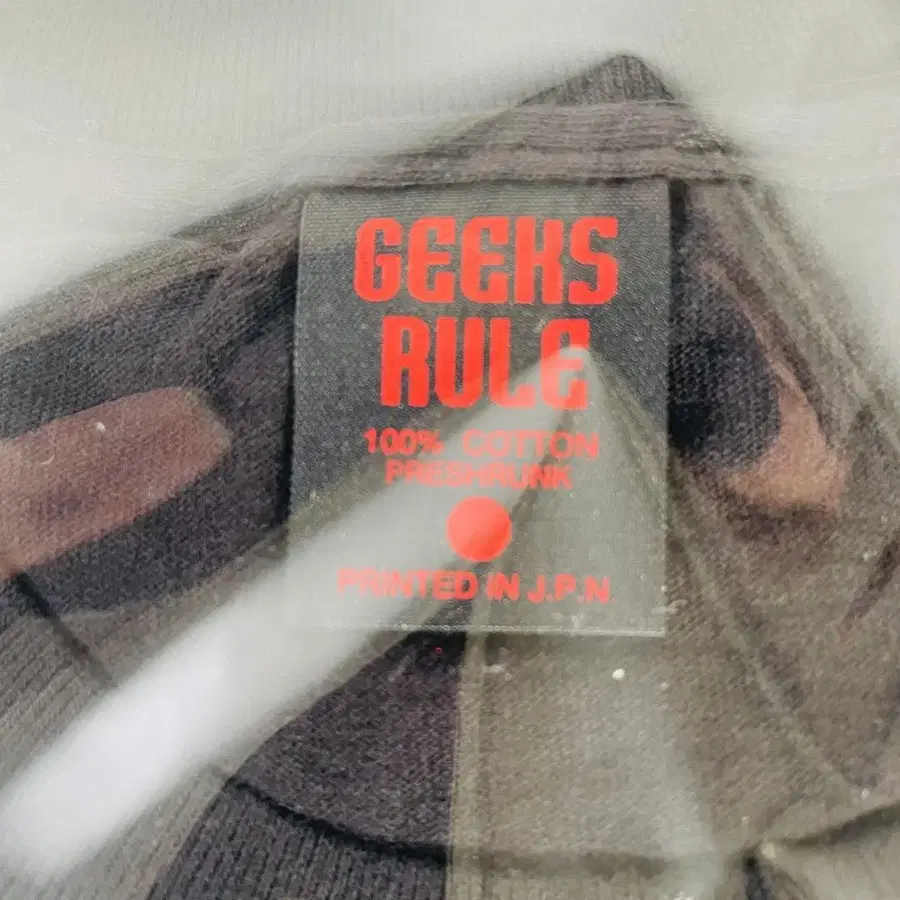 GEEKS
RULE
100% COTTON
PRESHRUNK
PRINTED IN J.P.N